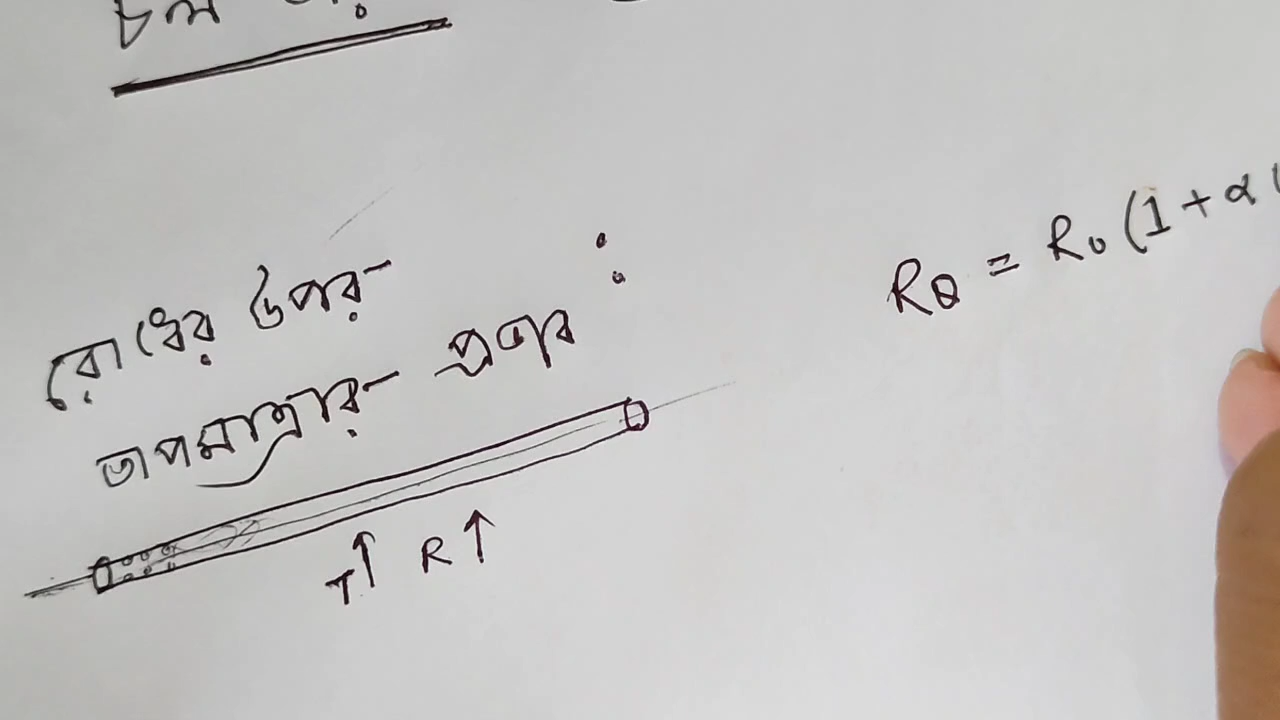 রোধের উপর
তাপমাত্রার প্রভাব :
T↑ R↑
Rθ = R₀ (1 + α (